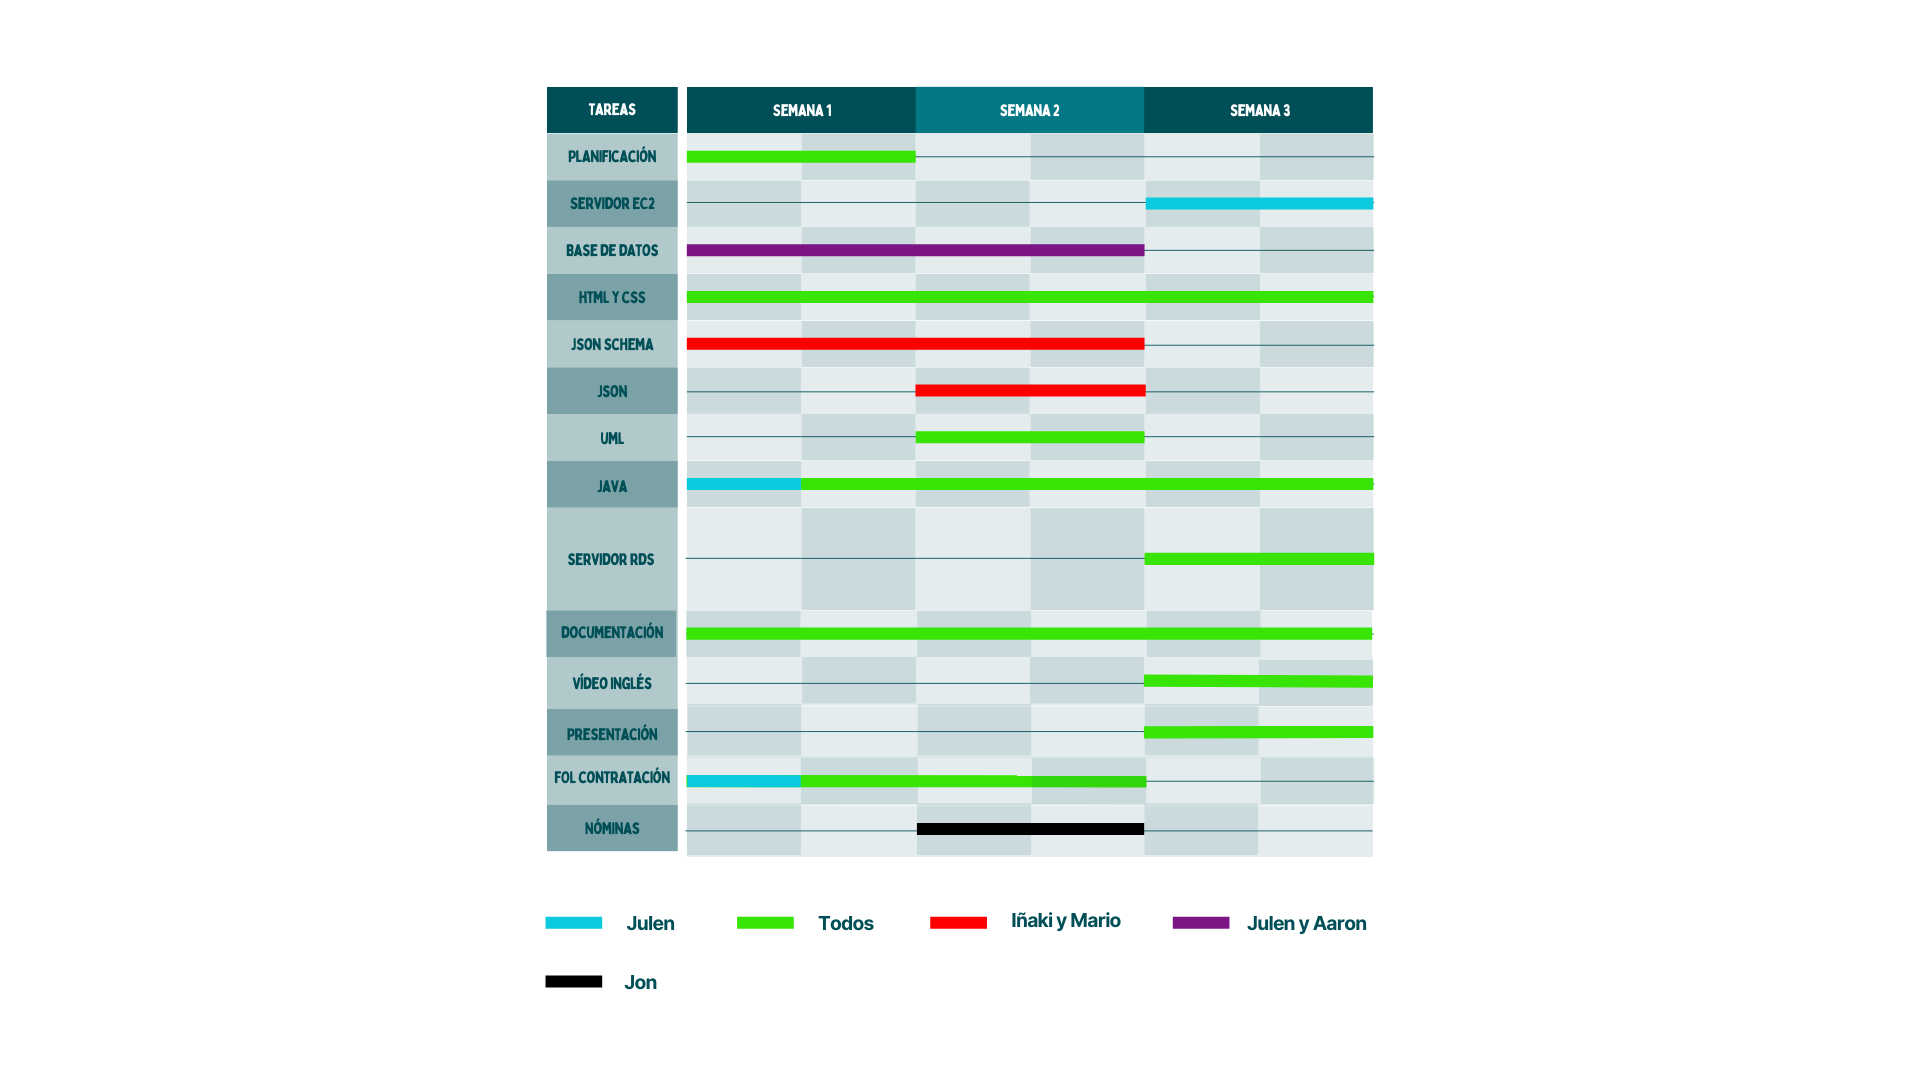 TAREAS
SEMANA 1
SEMANA 2
SEMANA 3
PLANIFICACIÓN
SERVIDOR EC2
BASE DE DATOS
HTML Y CSS
JSON SCHEMA
JSON
UML
JAVA
SERVIDOR RDS
DOCUMENTACIÓN
VÍDEO INGLÉS
PRESENTACIÓN
FOL CONTRATACIÓN
NÓMINAS
Julen
Todos
Iñaki y Mario
Julen y Aaron
Jon